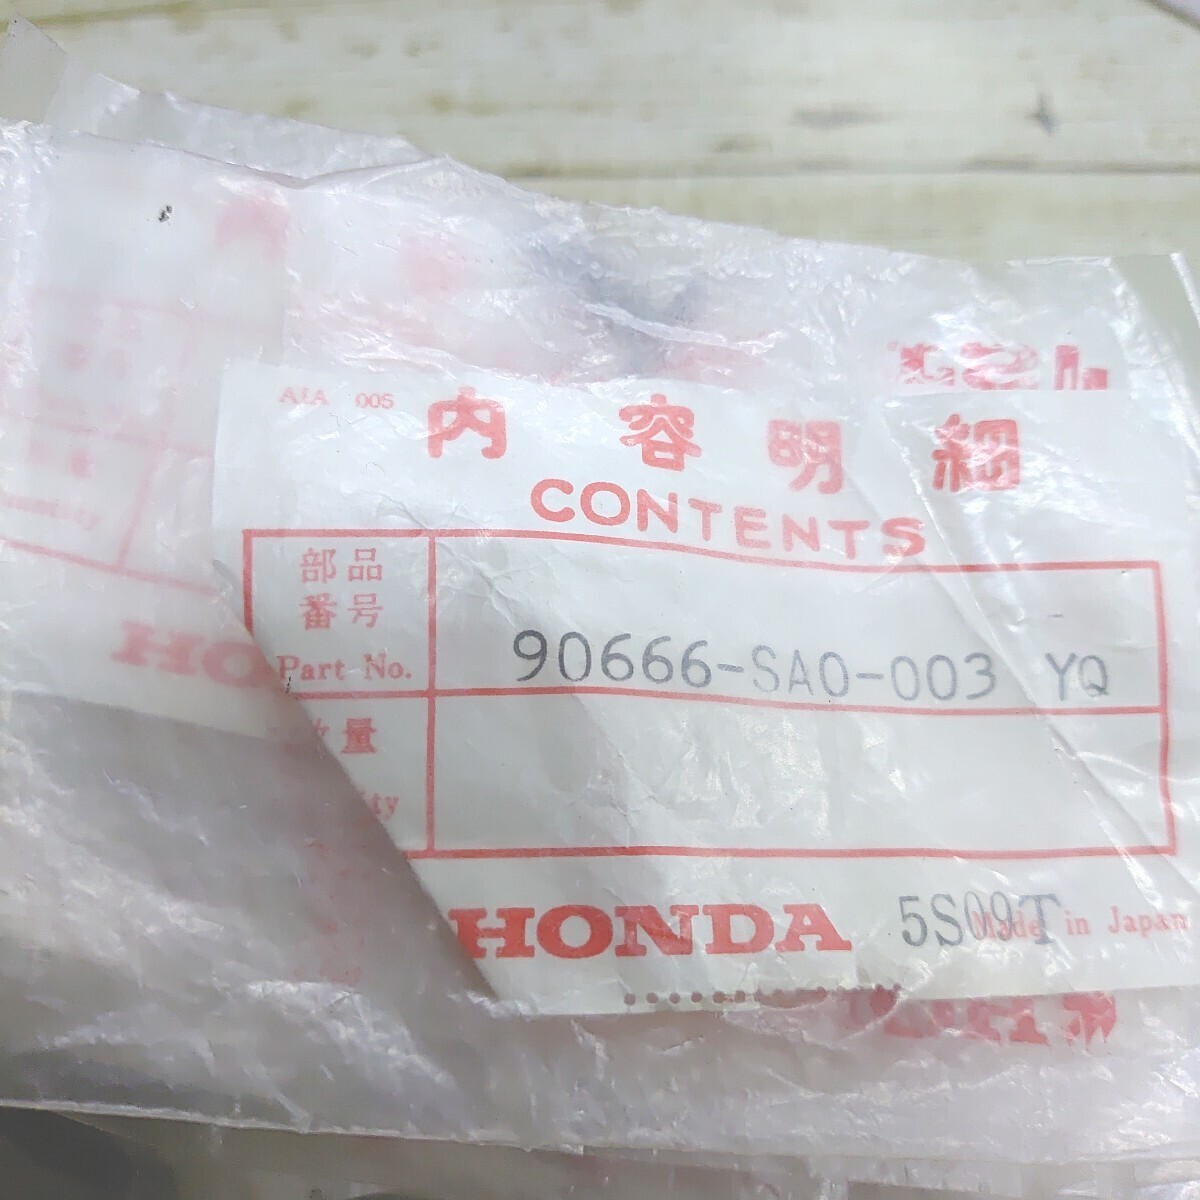 AIA 005
内容明細
CONTENTS
部品
番号
Part No.
90666-SA0-003 YQ
量
HONDA
5S09T
Made in Japan
HO